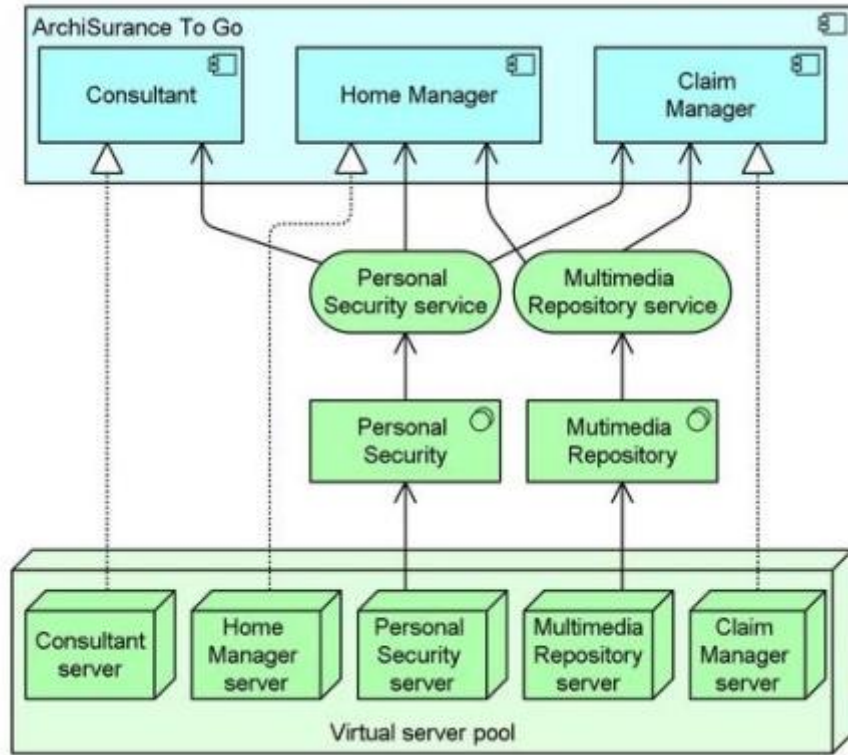 ArchiSurance To Go
Consultant
Home Manager
Claim
Manager
Personal
Security service
Multimedia
Repository service
Personal
Security
Mutimedia
Repository
Consultant
server
Home
Manager
server
Personal
Security
server
Multimedia
Repository
server
Claim
Manager
server
Virtual server pool